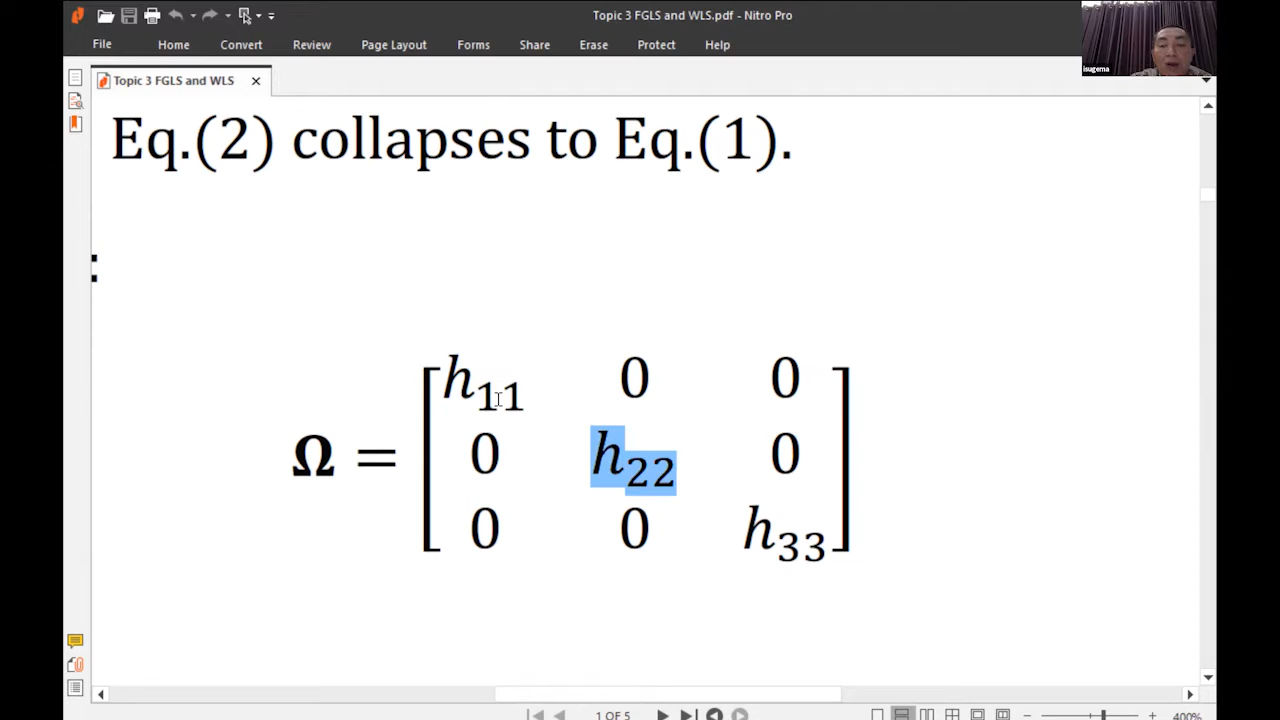 Topic 3 FGLS and WLS.pdf - Nitro Pro
File Home Convert Review Page Layout Forms Share Erase Protect Help
isugema
Topic 3 FGLS and WLS
Eq.(2) collapses to Eq.(1).
:
Ω = [ h₁₁ 0 0
0 h₂₂ 0
0 0 h₃₃ ]
1 OF 5
400%